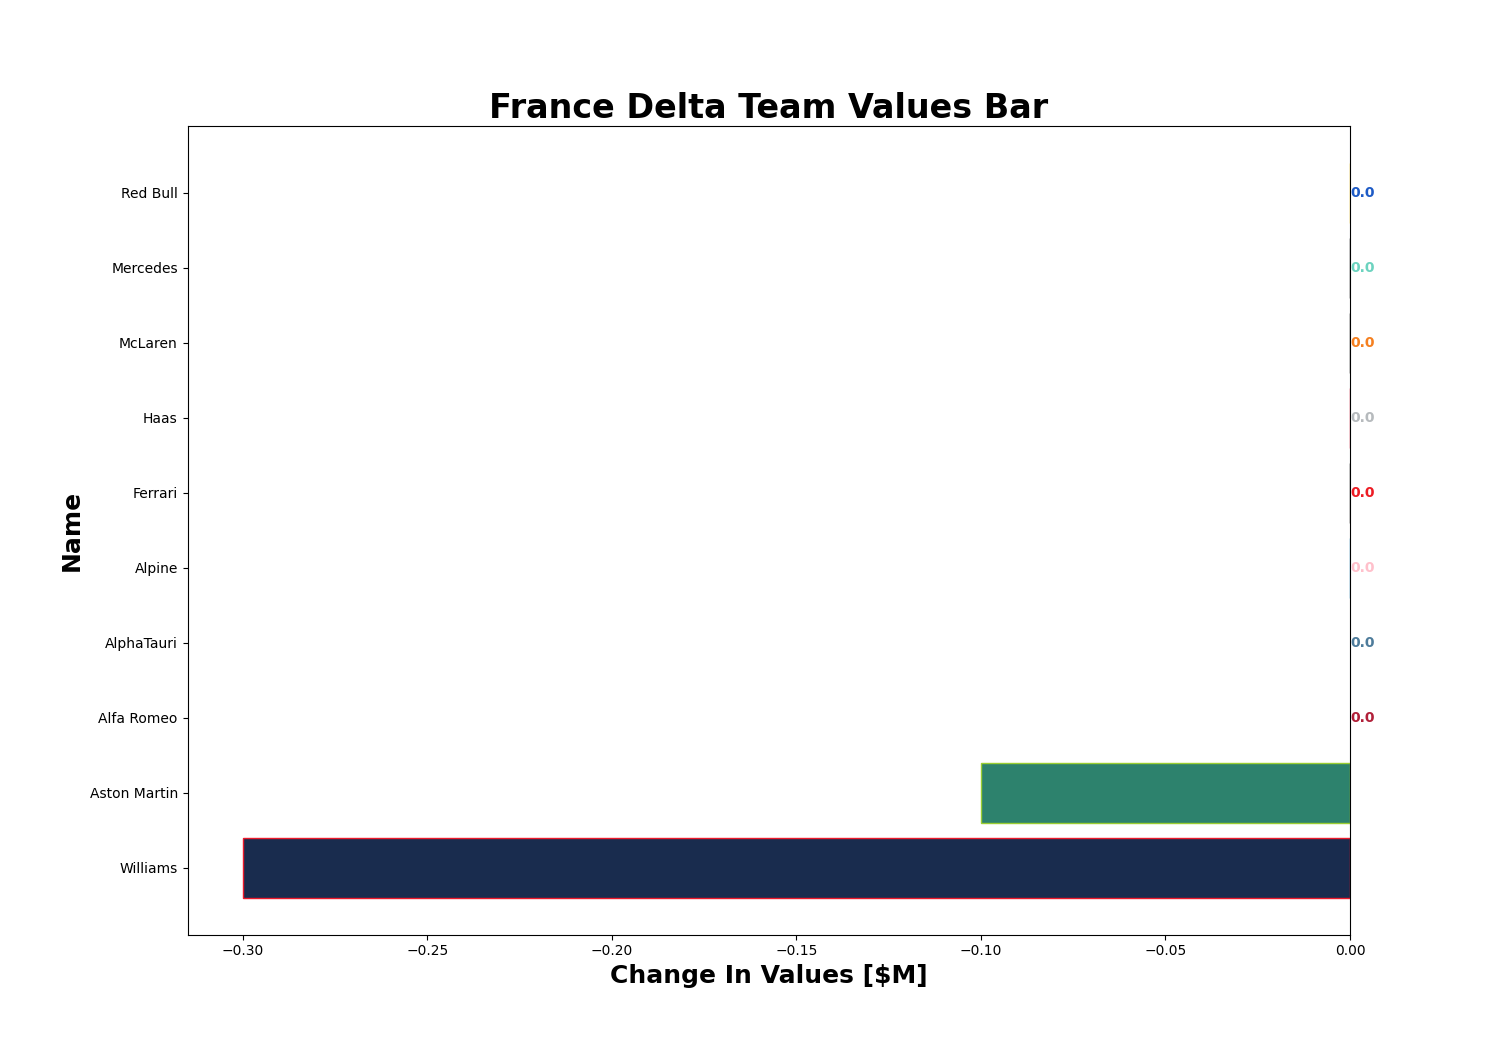 France Delta Team Values Bar
Red Bull 0.0
Mercedes 0.0
McLaren 0.0
Haas 0.0
Ferrari 0.0
Alpine 0.0
AlphaTauri 0.0
Alfa Romeo 0.0
Aston Martin
Williams
Name
−0.30 −0.25 −0.20 −0.15 −0.10 −0.05 0.00
Change In Values [$M]